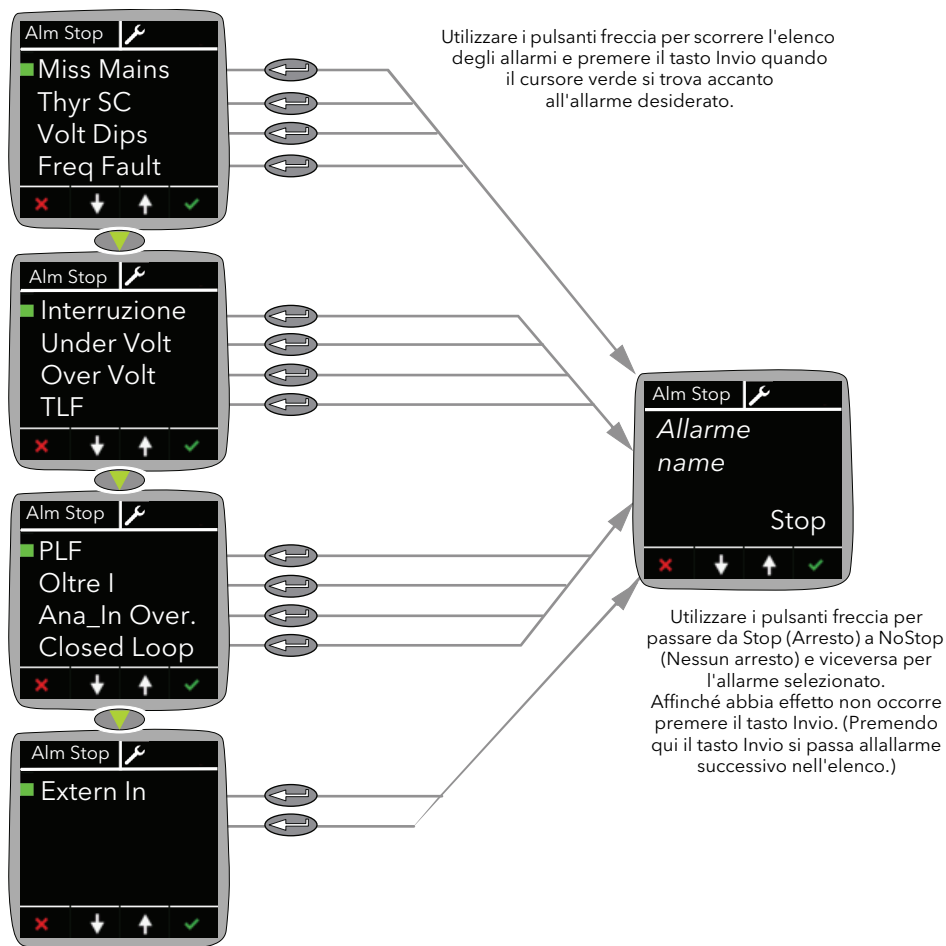 Alm Stop
Miss Mains
Thyr SC
Volt Dips
Freq Fault
Utilizzare i pulsanti freccia per scorrere l'elenco
degli allarmi e premere il tasto Invio quando
il cursore verde si trova accanto
all'allarme desiderato.
Alm Stop
Interruzione
Under Volt
Over Volt
TLF
Alm Stop
Allarme
name
Stop
Alm Stop
PLF
Oltre I
Ana_In Over.
Closed Loop
Utilizzare i pulsanti freccia per
passare da Stop (Arresto) a NoStop
(Nessun arresto) e viceversa per
l'allarme selezionato.
Affinché abbia effetto non occorre
premere il tasto Invio. (Premendo
qui il tasto Invio si passa allallarme
successivo nell'elenco.)
Alm Stop
Extern In